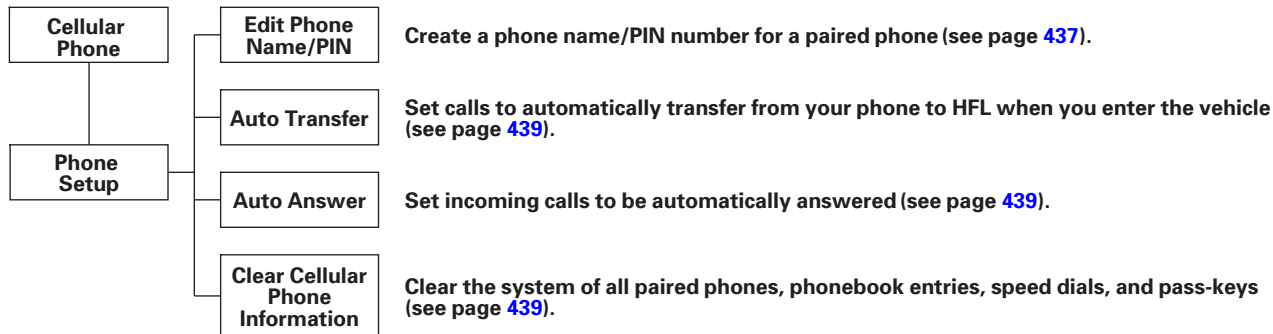 Cellular
Phone
Edit Phone
Name/PIN
Create a phone name/PIN number for a paired phone (see page 437).
Auto Transfer
Set calls to automatically transfer from your phone to HFL when you enter the vehicle
(see page 439).
Phone
Setup
Auto Answer
Set incoming calls to be automatically answered (see page 439).
Clear Cellular
Phone
Information
Clear the system of all paired phones, phonebook entries, speed dials, and pass-keys
(see page 439).